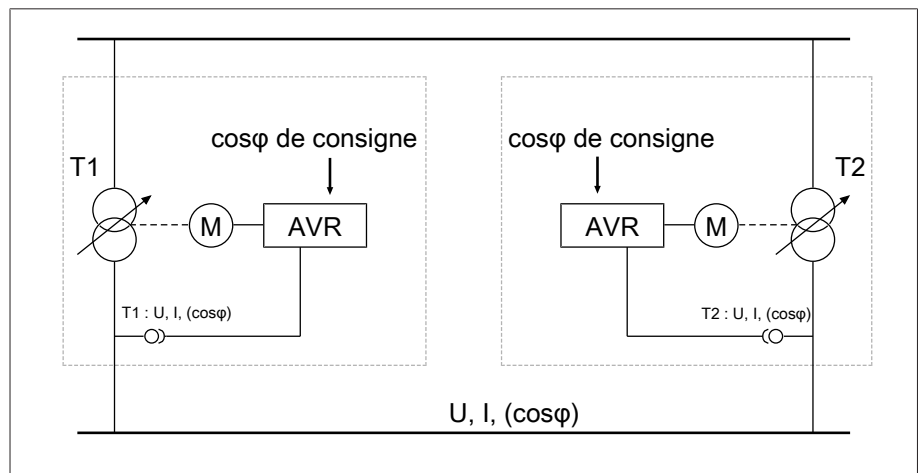 cosφ de consigne
cosφ de consigne
T1
T2
M
AVR
AVR
M
T1 : U, I, (cosφ)
T2 : U, I, (cosφ)
U, I, (cosφ)